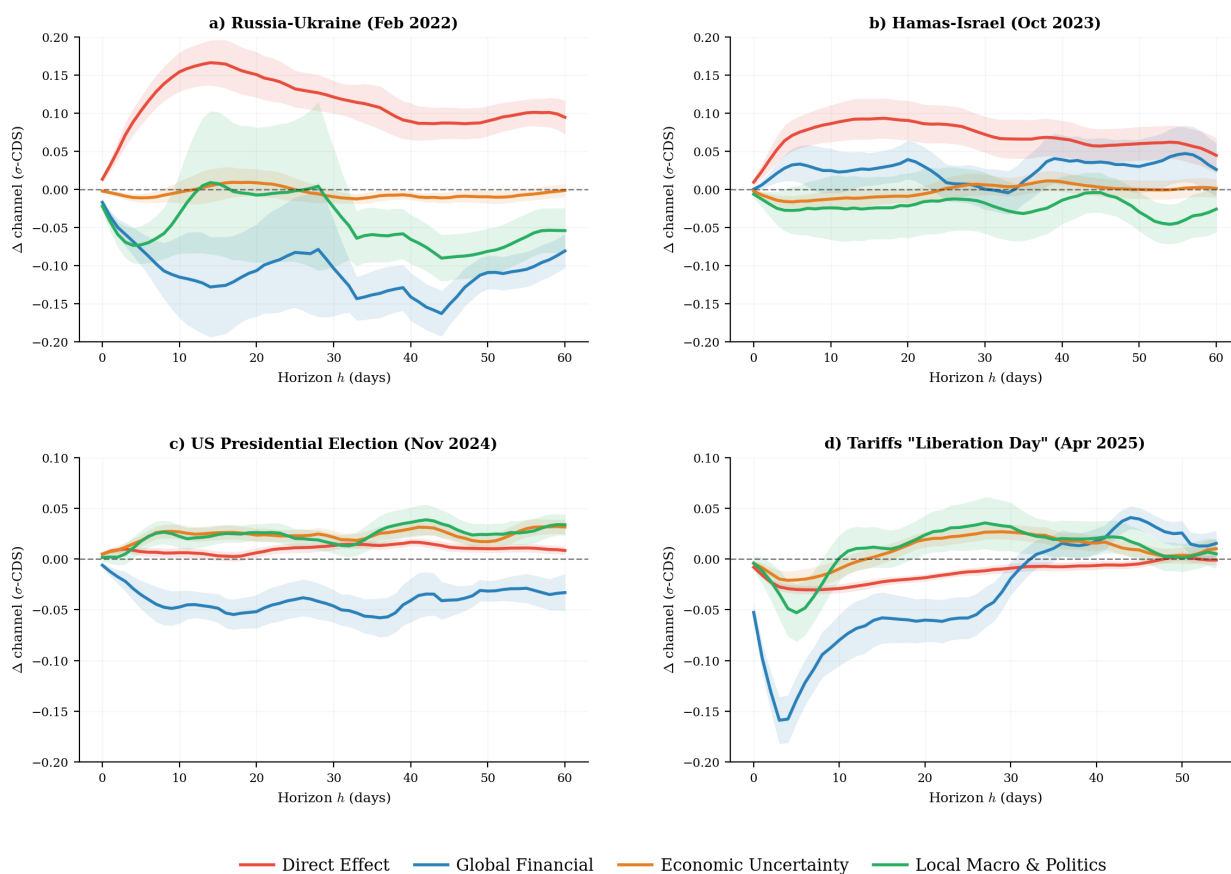 a) Russia-Ukraine (Feb 2022)
0.20
0.15
0.10
0.05
0.00
−0.05
−0.10
−0.15
−0.20
Δ channel (σ-CDS)
0 10 20 30 40 50 60
Horizon h (days)
b) Hamas-Israel (Oct 2023)
0.20
0.15
0.10
0.05
0.00
−0.05
−0.10
−0.15
−0.20
Δ channel (σ-CDS)
0 10 20 30 40 50 60
Horizon h (days)
c) US Presidential Election (Nov 2024)
0.10
0.05
0.00
−0.05
−0.10
−0.15
−0.20
Δ channel (σ-CDS)
0 10 20 30 40 50 60
Horizon h (days)
d) Tariffs "Liberation Day" (Apr 2025)
0.10
0.05
0.00
−0.05
−0.10
−0.15
−0.20
Δ channel (σ-CDS)
0 10 20 30 40 50
Horizon h (days)
Direct Effect Global Financial Economic Uncertainty Local Macro & Politics